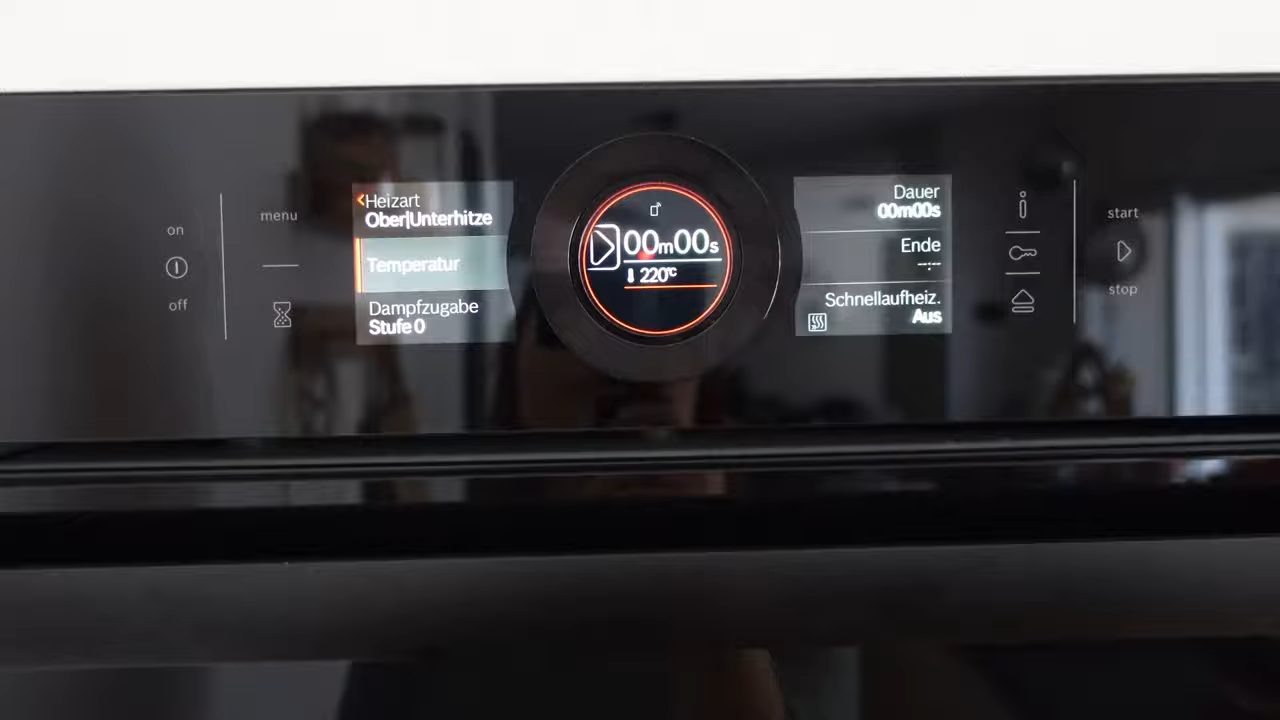 on
off
menu
Heizart
Ober|Unterhitze
Temperatur
Dampfzugabe
Stufe 0
00m00s
220°C
Dauer
00m00s
Ende
--:--
Schnellaufheiz.
Aus
start
stop